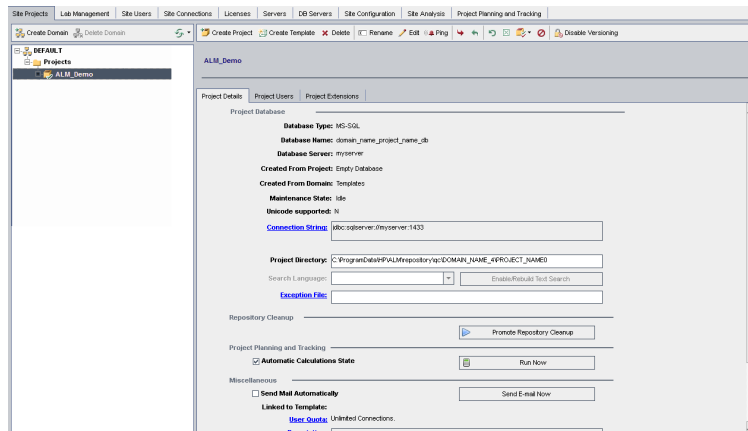 Site Projects Lab Management Site Users Site Connections Licenses Servers DB Servers Site Configuration Site Analysis Project Planning and Tracking
Create Domain Delete Domain Create Project Create Template Delete Rename Edit Ping Disable Versioning
DEFAULT
Projects
ALM_Demo
ALM_Demo
Project Details Project Users Project Extensions
Project Database
Database Type: MS-SQL
Database Name: domain_name_project_name_db
Database Server: myserver
Created From Project: Empty Database
Created From Domain: Templates
Maintenance State: Idle
Unicode supported: N
Connection String: jdbc:sqlserver://myserver:1433
Project Directory: C:\ProgramData\HP\ALM\repository\qc\DOMAIN_NAME_4\PROJECT_NAME0
Search Language: Enable/Rebuild Text Search
Exception File:
Repository Cleanup
Promote Repository Cleanup
Project Planning and Tracking
Automatic Calculations State Run Now
Miscellaneous
Send Mail Automatically Send E-mail Now
Linked to Template:
User Quota: Unlimited Connections.